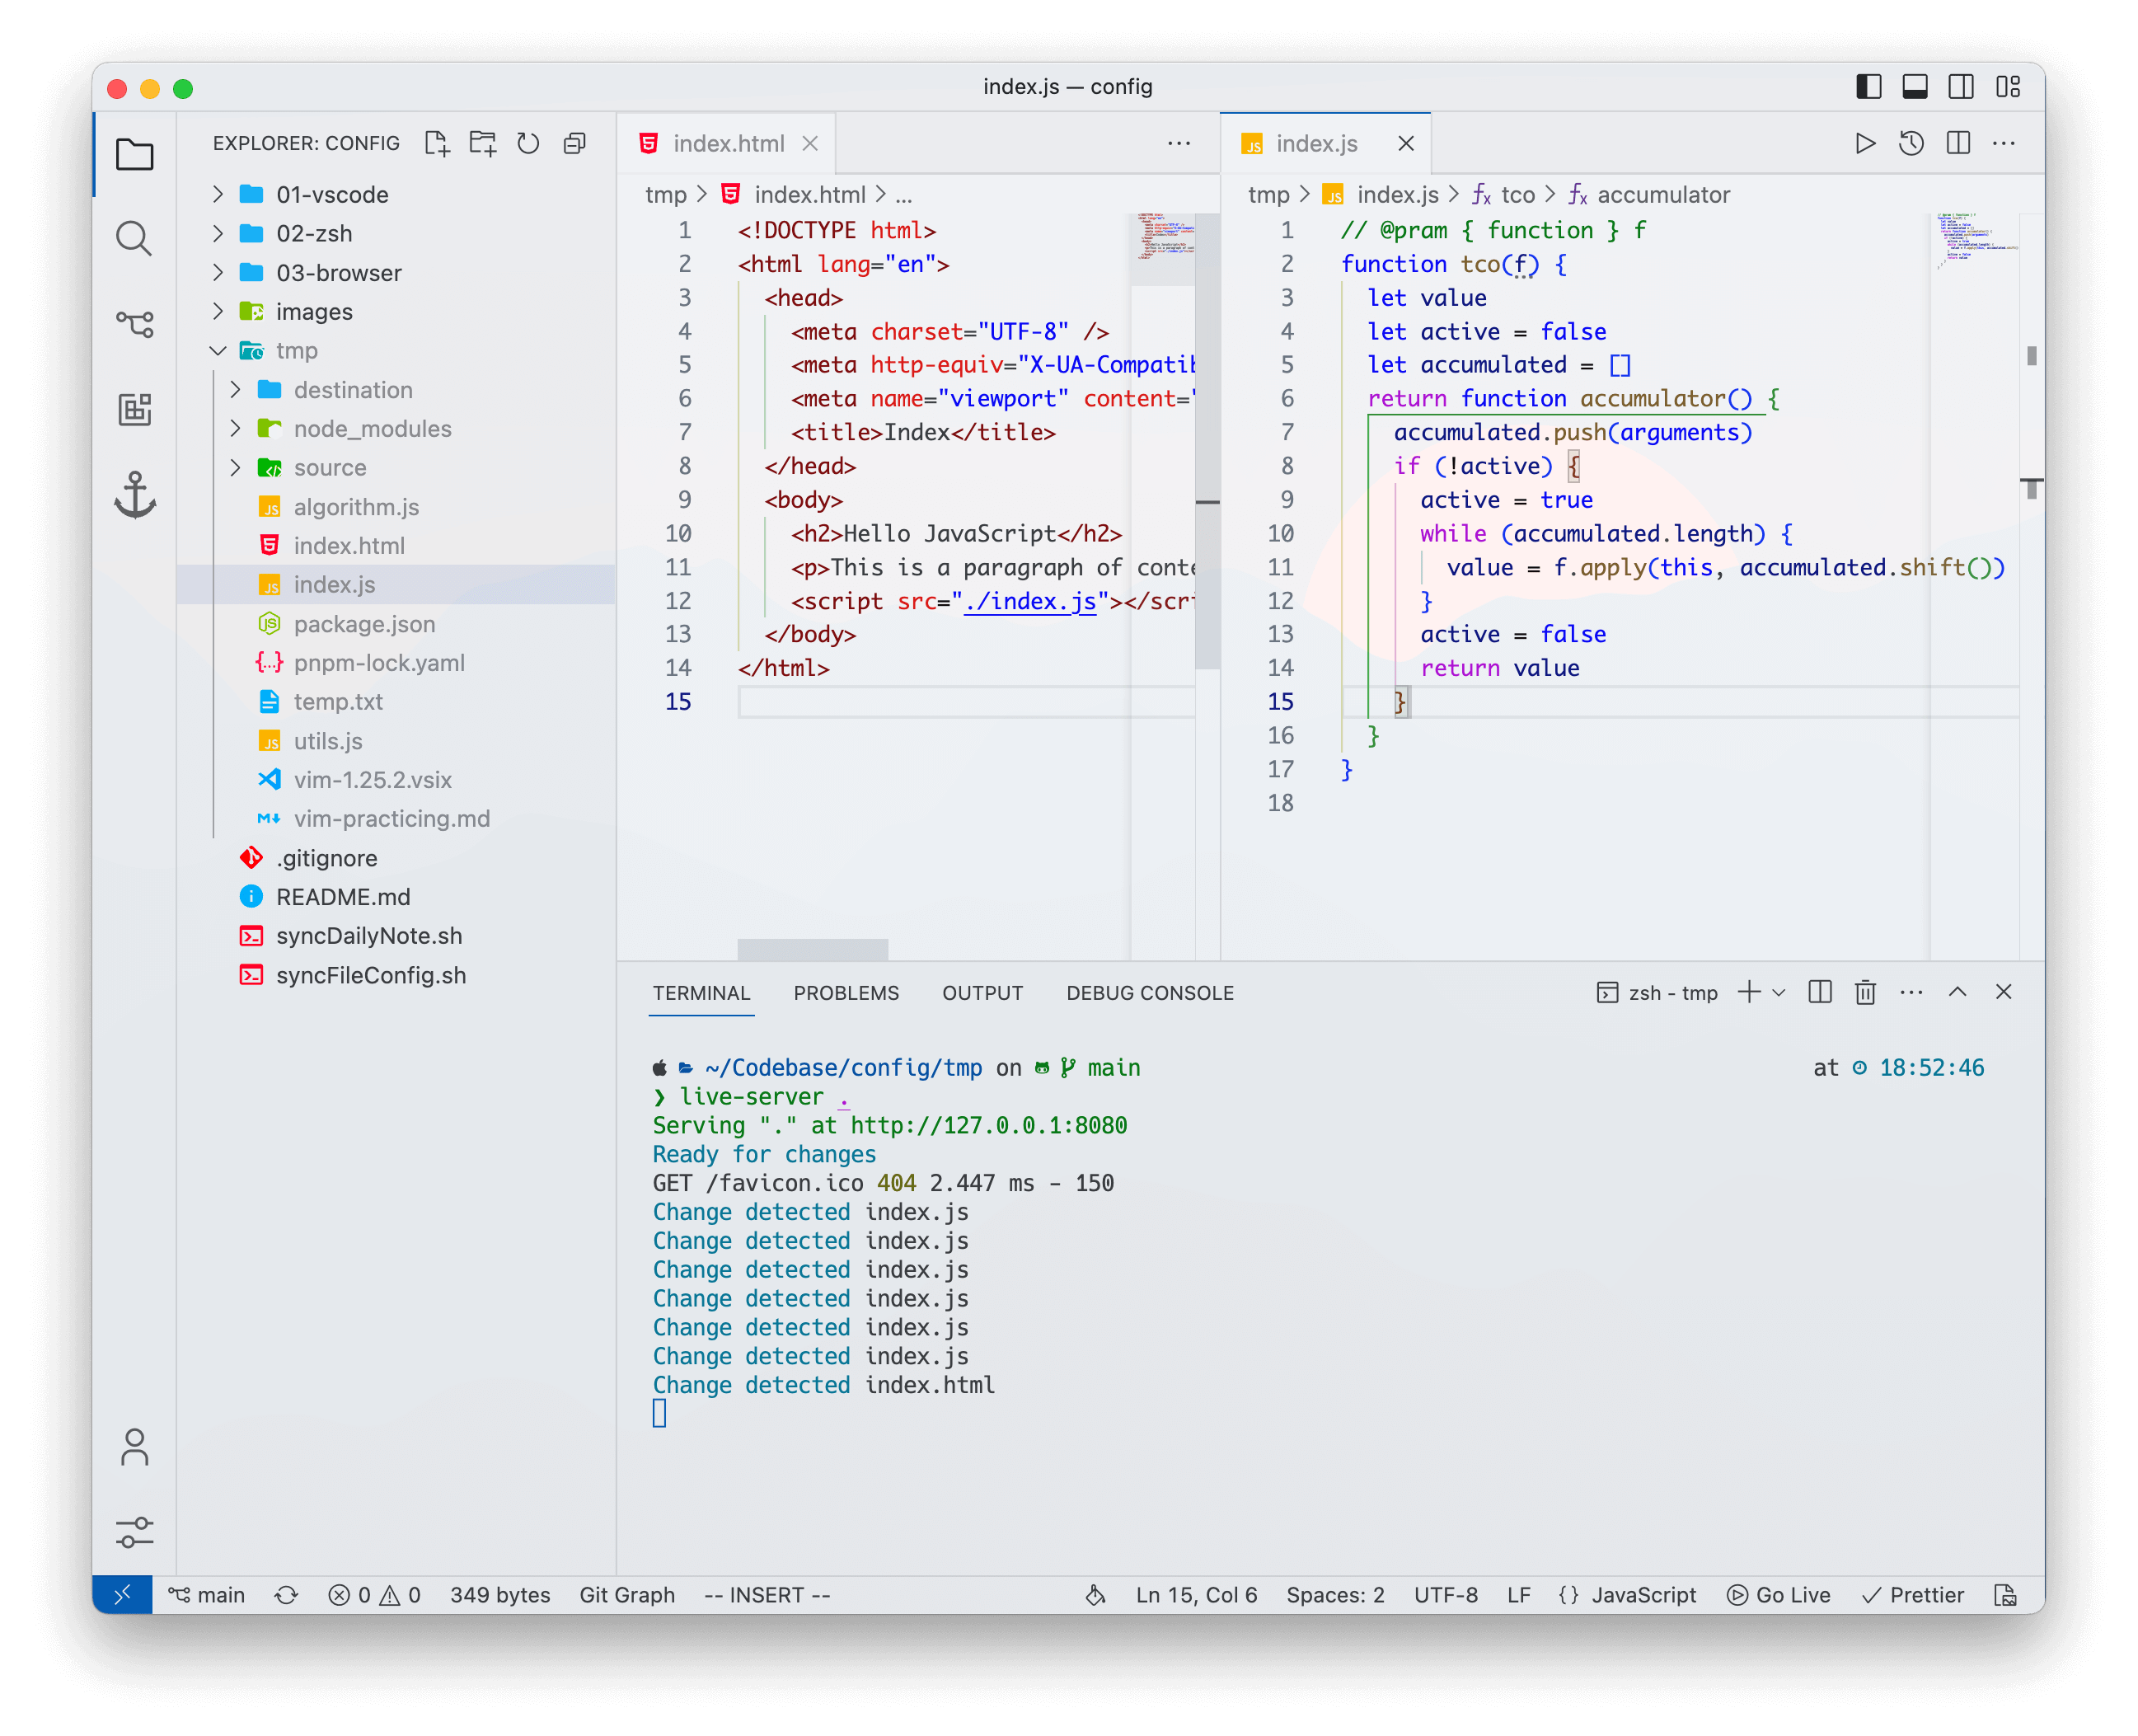 index.js — config
EXPLORER: CONFIG
01-vscode
02-zsh
03-browser
images
tmp
destination
node_modules
source
algorithm.js
index.html
index.js
package.json
pnpm-lock.yaml
temp.txt
utils.js
vim-1.25.2.vsix
vim-practicing.md
.gitignore
README.md
syncDailyNote.sh
syncFileConfig.sh
index.html
tmp > index.html > ...
1 <!DOCTYPE html>
2 <html lang="en">
3 <head>
4 <meta charset="UTF-8" />
5 <meta http-equiv="X-UA-Compatib
6 <meta name="viewport" content="
7 <title>Index</title>
8 </head>
9 <body>
10 <h2>Hello JavaScript</h2>
11 <p>This is a paragraph of conte
12 <script src="./index.js"></scri
13 </body>
14 </html>
15
JS index.js
tmp > JS index.js > fx tco > fx accumulator
1 // @pram { function } f
2 function tco(f) {
3 let value
4 let active = false
5 let accumulated = []
6 return function accumulator() {
7 accumulated.push(arguments)
8 if (!active) {
9 active = true
10 while (accumulated.length) {
11 value = f.apply(this, accumulated.shift())
12 }
13 active = false
14 return value
15 }
16 }
17 }
18
TERMINAL PROBLEMS OUTPUT DEBUG CONSOLE
zsh - tmp
~/Codebase/config/tmp on main at 18:52:46
❯ live-server .
Serving "." at http://127.0.0.1:8080
Ready for changes
GET /favicon.ico 404 2.447 ms - 150
Change detected index.js
Change detected index.js
Change detected index.js
Change detected index.js
Change detected index.js
Change detected index.js
Change detected index.html
main 0 0 349 bytes Git Graph -- INSERT -- Ln 15, Col 6 Spaces: 2 UTF-8 LF {} JavaScript Go Live Prettier